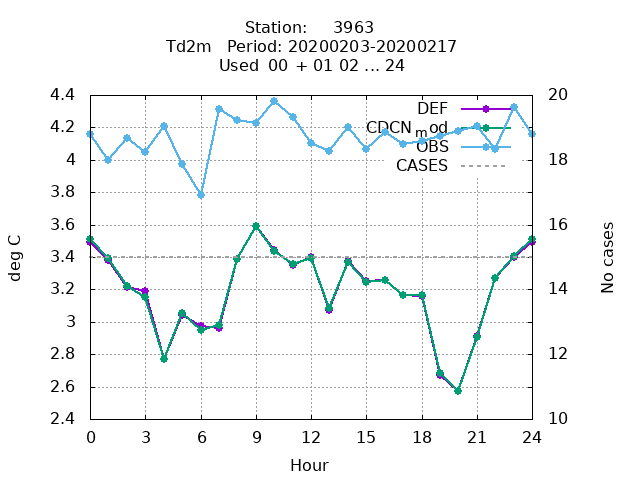 Station: 3963
Td2m Period: 20200203-20200217
Used 00 + 01 02 ... 24
4.4
4.2
4
3.8
3.6
3.4
3.2
3
2.8
2.6
2.4
deg C
20
18
16
14
12
10
No cases
DEF
CDCN mod
OBS
CASES
0 3 6 9 12 15 18 21 24
Hour